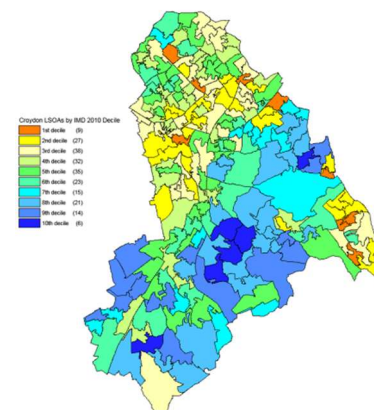 Croydon LSOAs by IMD 2010 Decile
1st decile (9)
2nd decile (27)
3rd decile (38)
4th decile (32)
5th decile (35)
6th decile (23)
7th decile (15)
8th decile (21)
9th decile (14)
10th decile (6)